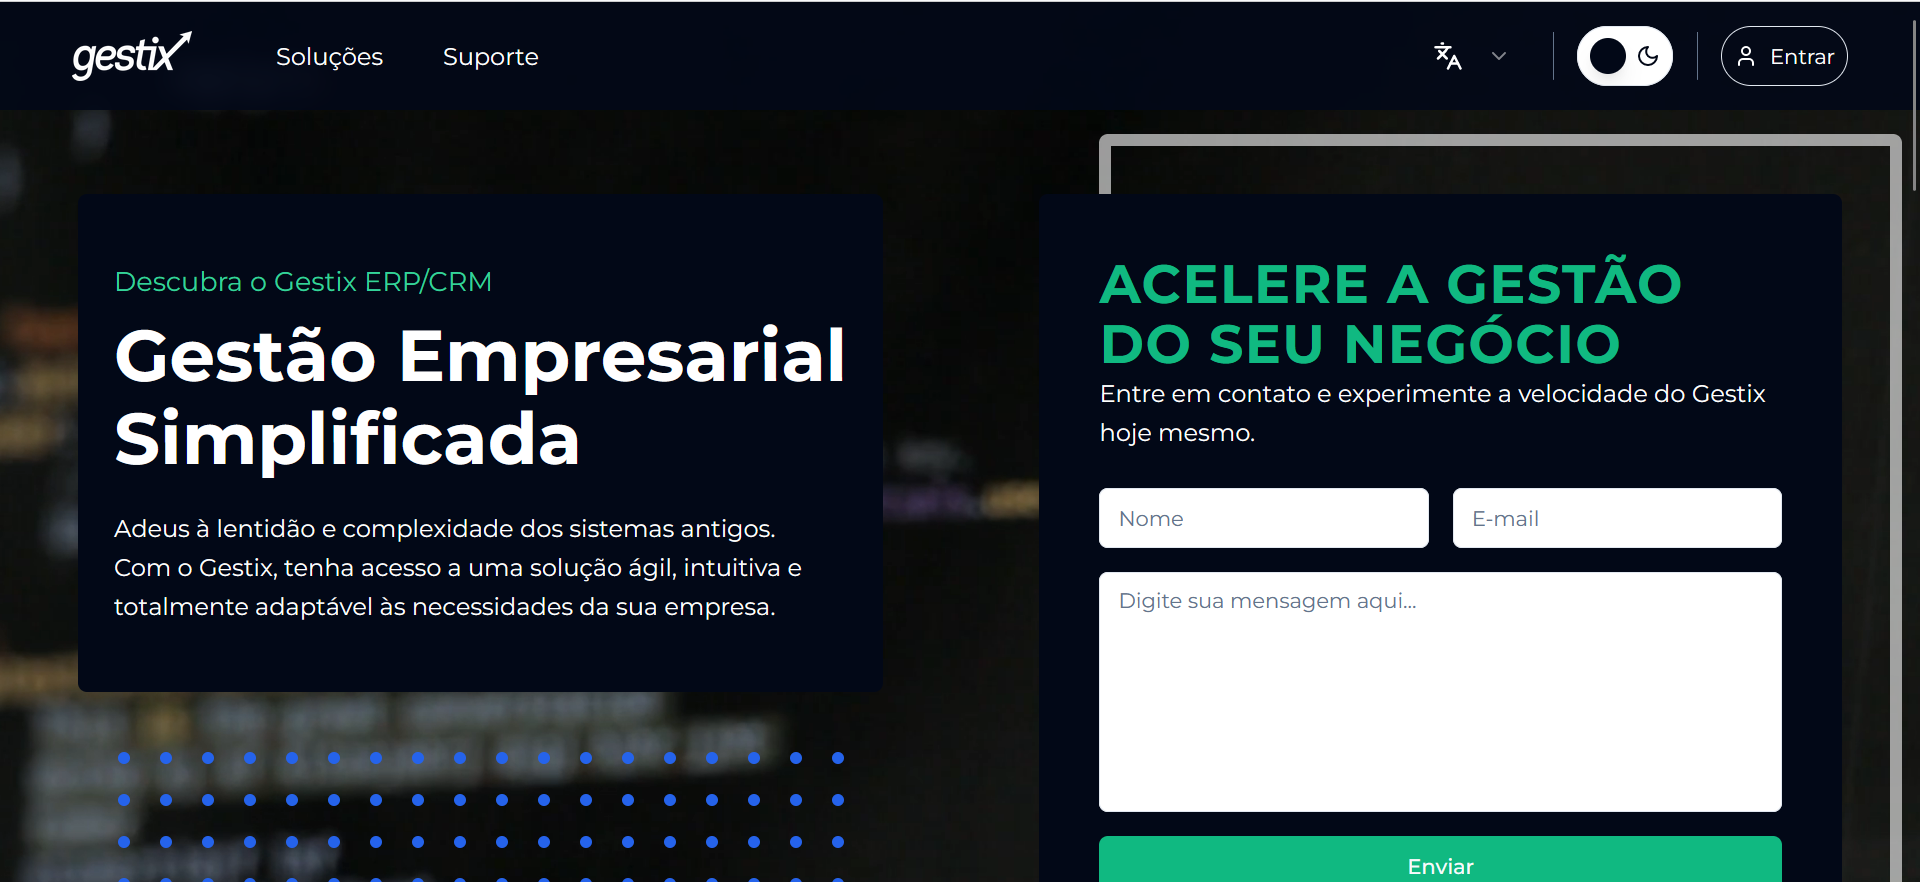 gestix
Soluções
Suporte
Entrar
Descubra o Gestix ERP/CRM
Gestão Empresarial
Simplificada
Adeus à lentidão e complexidade dos sistemas antigos.
Com o Gestix, tenha acesso a uma solução ágil, intuitiva e
totalmente adaptável às necessidades da sua empresa.
ACELERE A GESTÃO
DO SEU NEGÓCIO
Entre em contato e experimente a velocidade do Gestix
hoje mesmo.
Nome
E-mail
Digite sua mensagem aqui...
Enviar